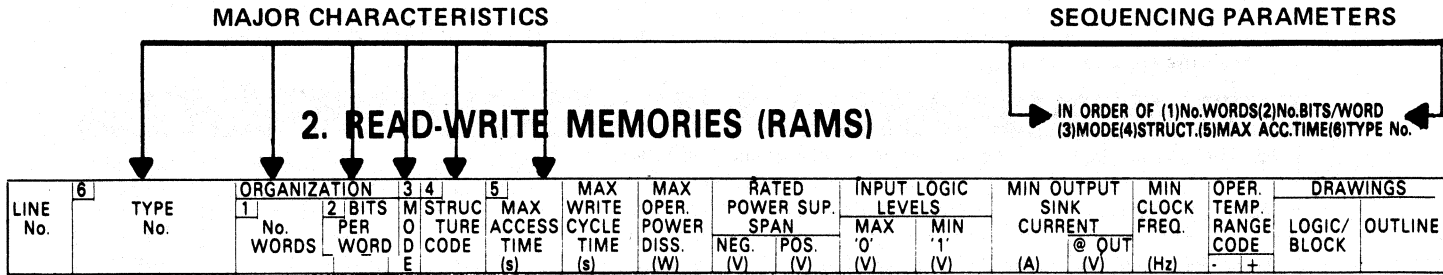 MAJOR CHARACTERISTICS
SEQUENCING PARAMETERS
2. READ-WRITE MEMORIES (RAMS)
IN ORDER OF (1)No.WORDS(2)No.BITS/WORD
(3)MODE(4)STRUCT.(5)MAX ACC.TIME(6)TYPE No.
LINE No.
6 TYPE No.
ORGANIZATION
1 No. WORDS
2 BITS PER WORD
3 MODE
4 STRUCTURE CODE
5 MAX ACCESS TIME (s)
MAX WRITE CYCLE TIME (s)
MAX OPER. POWER DISS. (W)
RATED POWER SUP. SPAN
NEG. (V)
POS. (V)
INPUT LOGIC LEVELS
MAX '0' (V)
MIN '1' (V)
MIN OUTPUT SINK CURRENT
(A)
@ OUT (V)
MIN CLOCK FREQ. (Hz)
OPER. TEMP. RANGE CODE
- +
DRAWINGS
LOGIC/ BLOCK
OUTLINE